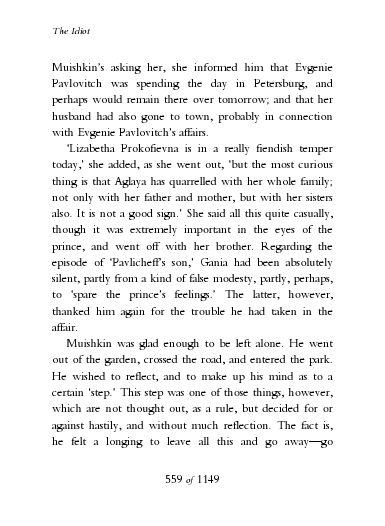 The Idiot
Muishkin's asking her, she informed him that Evgenie
Pavlovitch was spending the day in Petersburg, and
perhaps would remain there over tomorrow; and that her
husband had also gone to town, probably in connection
with Evgenie Pavlovitch's affairs.
'Lizabetha Prokofievna is in a really fiendish temper
today,' she added, as she went out, 'but the most curious
thing is that Aglaya has quarrelled with her whole family;
not only with her father and mother, but with her sisters
also. It is not a good sign.' She said all this quite casually,
though it was extremely important in the eyes of the
prince, and went off with her brother. Regarding the
episode of 'Pavlicheff's son,' Gania had been absolutely
silent, partly from a kind of false modesty, partly, perhaps,
to 'spare the prince's feelings.' The latter, however,
thanked him again for the trouble he had taken in the
affair.
Muishkin was glad enough to be left alone. He went
out of the garden, crossed the road, and entered the park.
He wished to reflect, and to make up his mind as to a
certain 'step.' This step was one of those things, however,
which are not thought out, as a rule, but decided for or
against hastily, and without much reflection. The fact is,
he felt a longing to leave all this and go away—go
559 of 1149